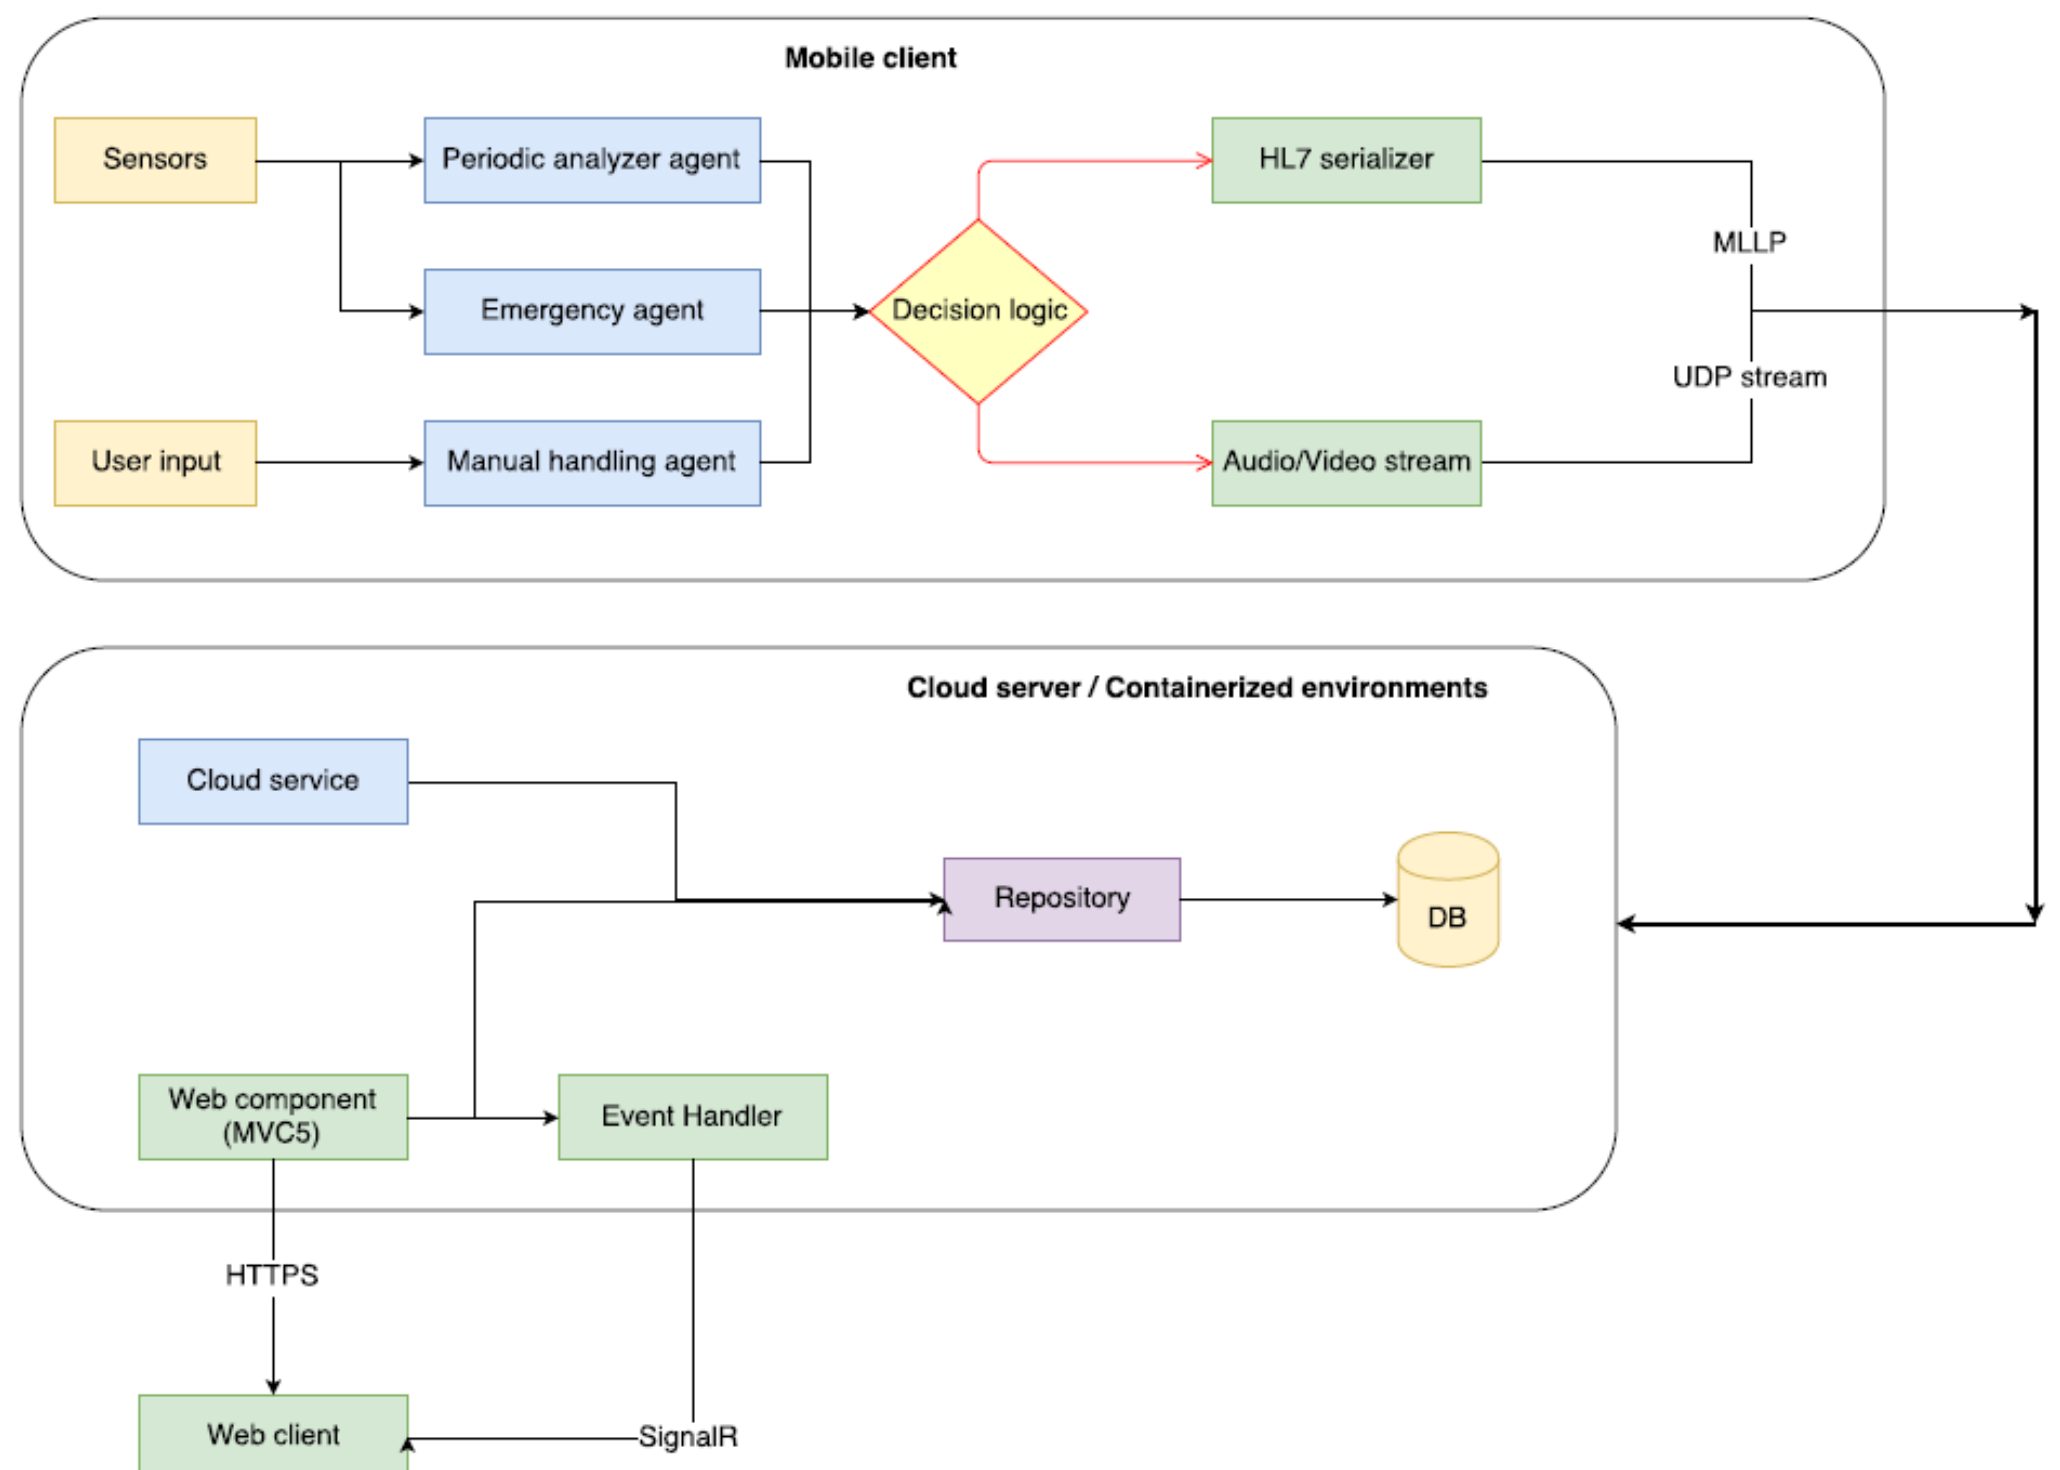 Mobile client
Sensors
Periodic analyzer agent
HL7 serializer
MLLP
Emergency agent
Decision logic
UDP stream
User input
Manual handling agent
Audio/Video stream
Cloud server / Containerized environments
Cloud service
Repository
DB
Web component
(MVC5)
Event Handler
HTTPS
Web client
SignalR